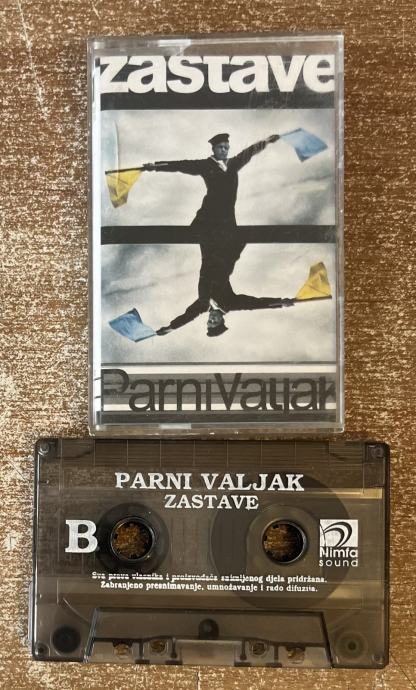 zastave
ParniValjak
PARNI VALJAK
ZASTAVE
B
Nimfa
sound
Sva prava vlasnika i proizvođača snimljenog djela pridržana.
Zabranjeno presnimavanje, umnožavanje i radio difuzija.